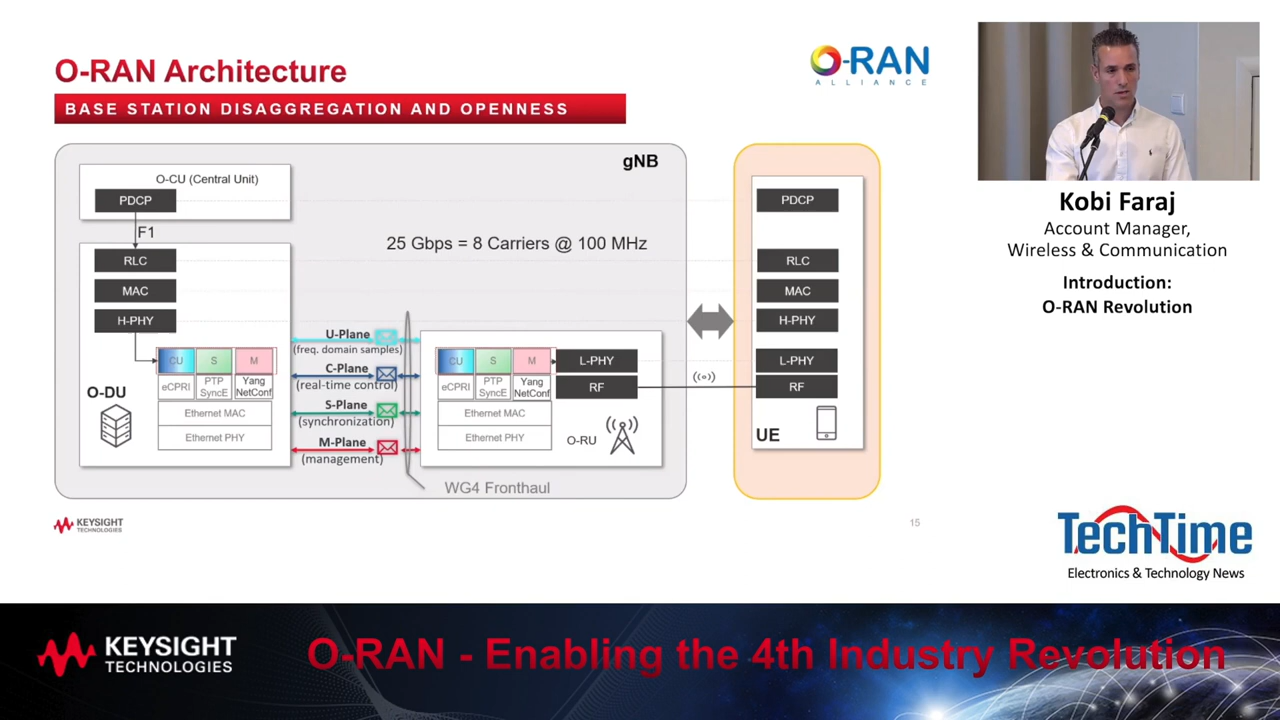 O-RAN Architecture
O-RAN
ALLIANCE
BASE STATION DISAGGREGATION AND OPENNESS
gNB
O-CU (Central Unit)
PDCP
F1
RLC
MAC
H-PHY
25 Gbps = 8 Carriers @ 100 MHz
CU
S
M
eCPRI
PTP
SyncE
Yang
NetConf
Ethernet MAC
Ethernet PHY
O-DU
U-Plane
(freq. domain samples)
C-Plane
(real-time control)
S-Plane
(synchronization)
M-Plane
(management)
CU
S
M
L-PHY
eCPRI
PTP
SyncE
Yang
NetConf
RF
Ethernet MAC
Ethernet PHY
O-RU
WG4 Fronthaul
PDCP
RLC
MAC
H-PHY
L-PHY
RF
UE
KEYSIGHT
TECHNOLOGIES
15
Kobi Faraj
Account Manager,
Wireless & Communication
Introduction:
O-RAN Revolution
TechTime
Electronics & Technology News
KEYSIGHT
TECHNOLOGIES
O-RAN - Enabling the 4th Industry Revolution